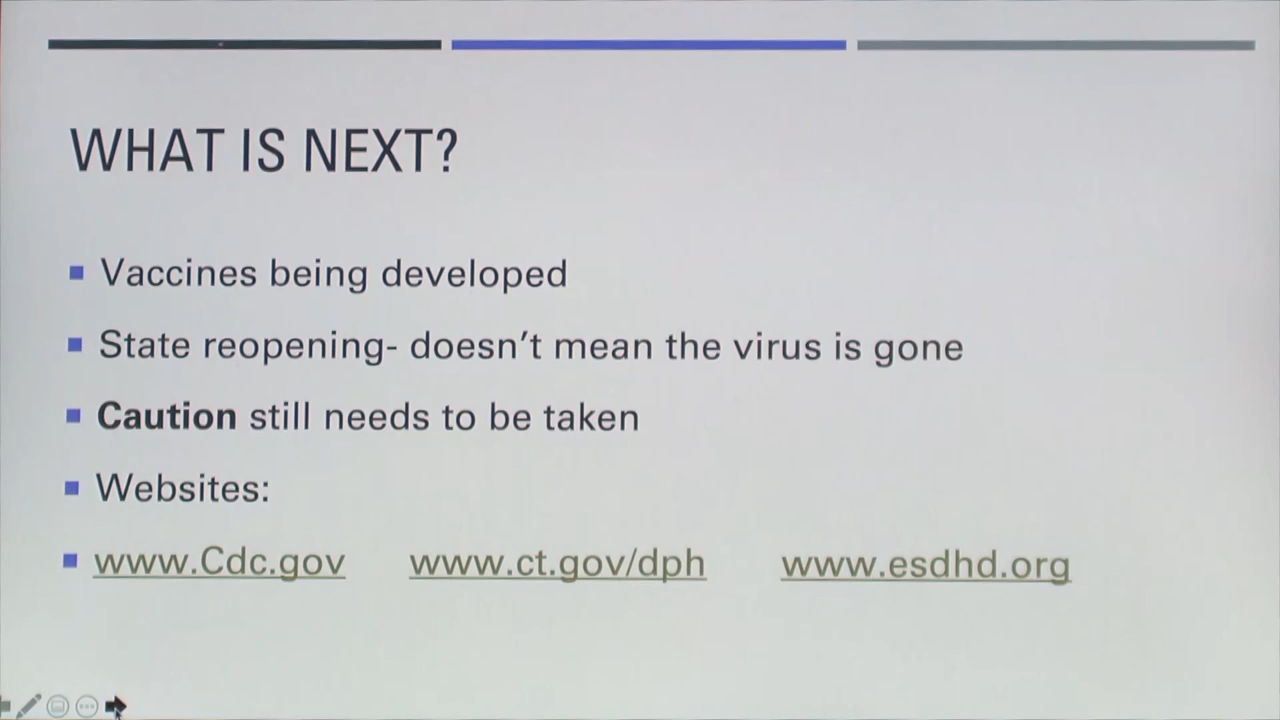 WHAT IS NEXT?
Vaccines being developed
State reopening- doesn't mean the virus is gone
Caution still needs to be taken
Websites:
www.Cdc.gov www.ct.gov/dph www.esdhd.org